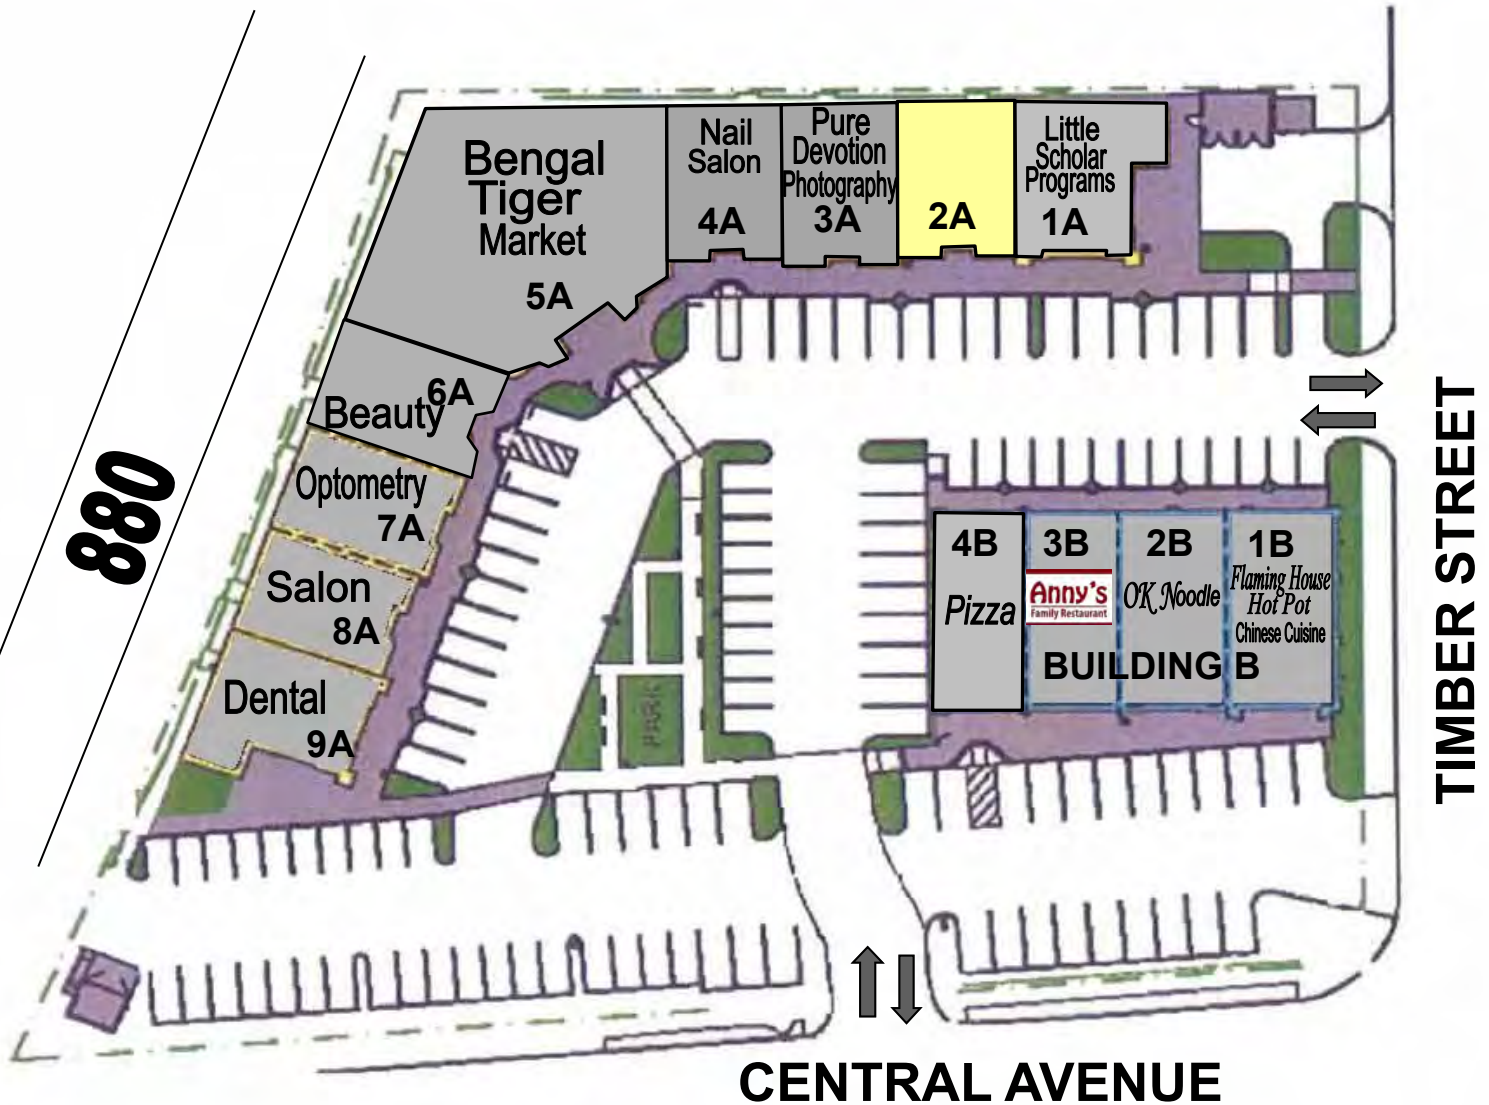 Bengal
Tiger
Market
5A
Nail
Salon
4A
Pure
Devotion
Photography
3A
2A
Little
Scholar
Programs
1A
6A
Beauty
Optometry
7A
Salon
8A
Dental
9A
880
PARK
4B
Pizza
3B
Anny's
Family Restaurant
2B
OK Noodle
1B
Flaming House
Hot Pot
Chinese Cuisine
BUILDING B
TIMBER STREET
CENTRAL AVENUE